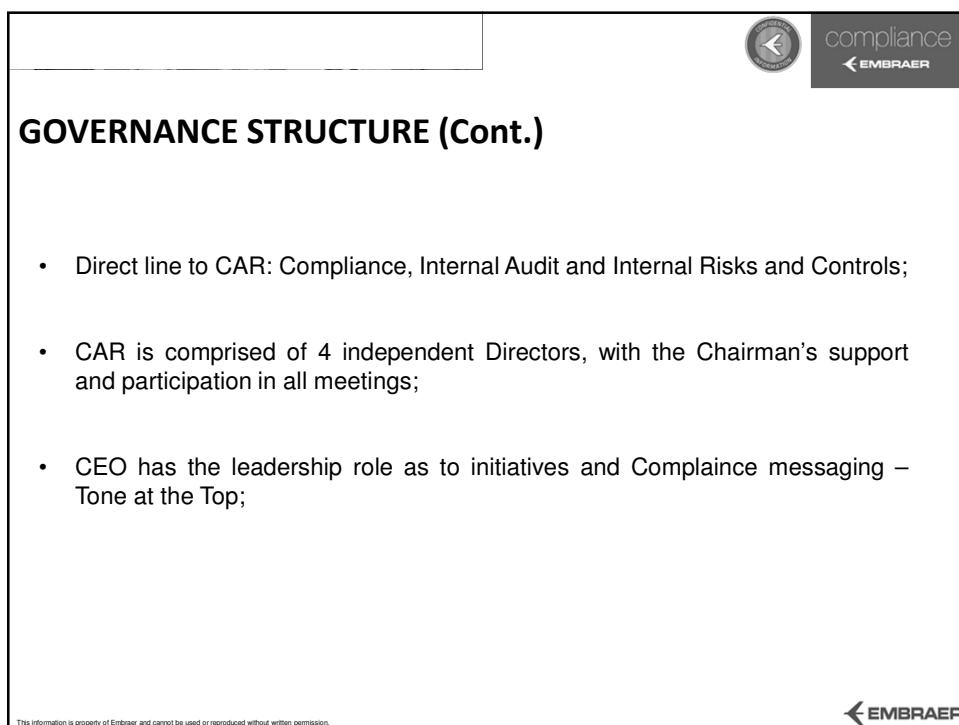 CONFIDENTIAL
INFORMATION
compliance
EMBRAER
GOVERNANCE STRUCTURE (Cont.)
• Direct line to CAR: Compliance, Internal Audit and Internal Risks and Controls;
• CAR is comprised of 4 independent Directors, with the Chairman's support
and participation in all meetings;
• CEO has the leadership role as to initiatives and Complaince messaging –
Tone at the Top;
This information is property of Embraer and cannot be used or reproduced without written permission.
EMBRAER